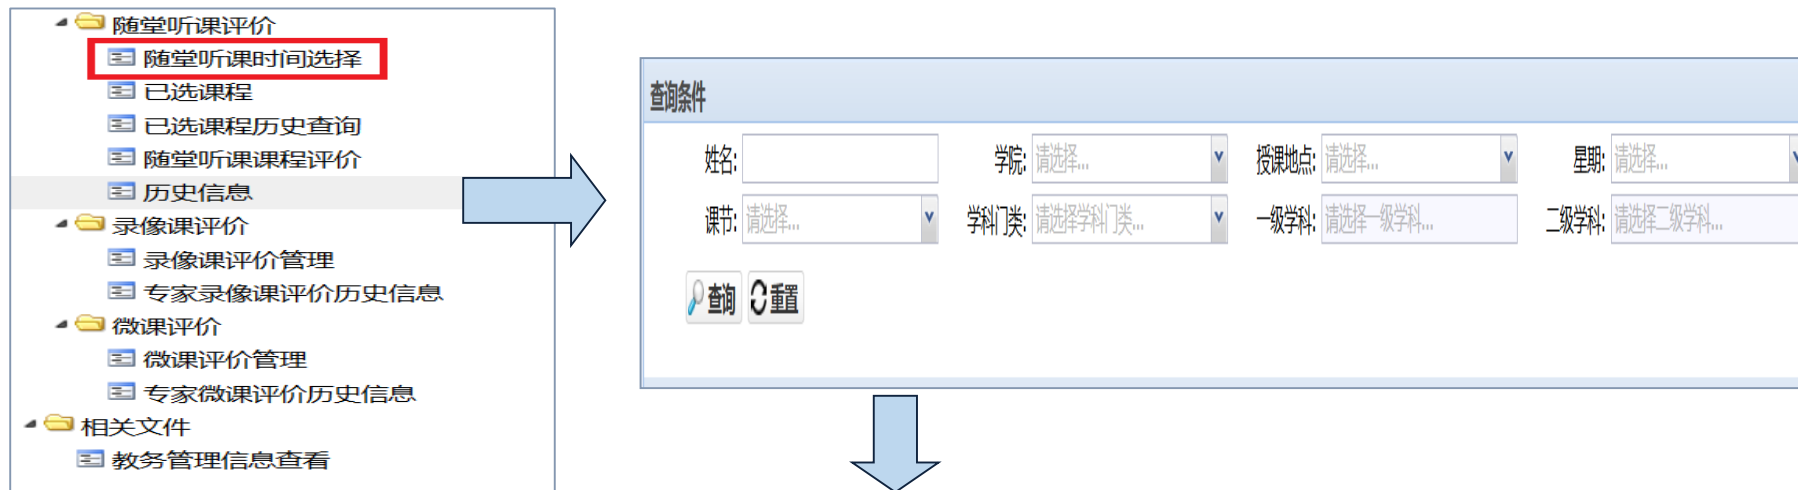 随堂听课评价
随堂听课时间选择
已选课程
已选课程历史查询
随堂听课课程评价
历史信息
录像课评价
录像课评价管理
专家录像课评价历史信息
微课评价
微课评价管理
专家微课评价历史信息
相关文件
教务管理信息查看
查询条件
姓名: 学院: 请选择... 授课地点: 请选择... 星期: 请选择...
课节: 请选择... 学科门类: 请选择学科门类... 一级学科: 请选择一级学科... 二级学科: 请选择二级学科...
查询 重置